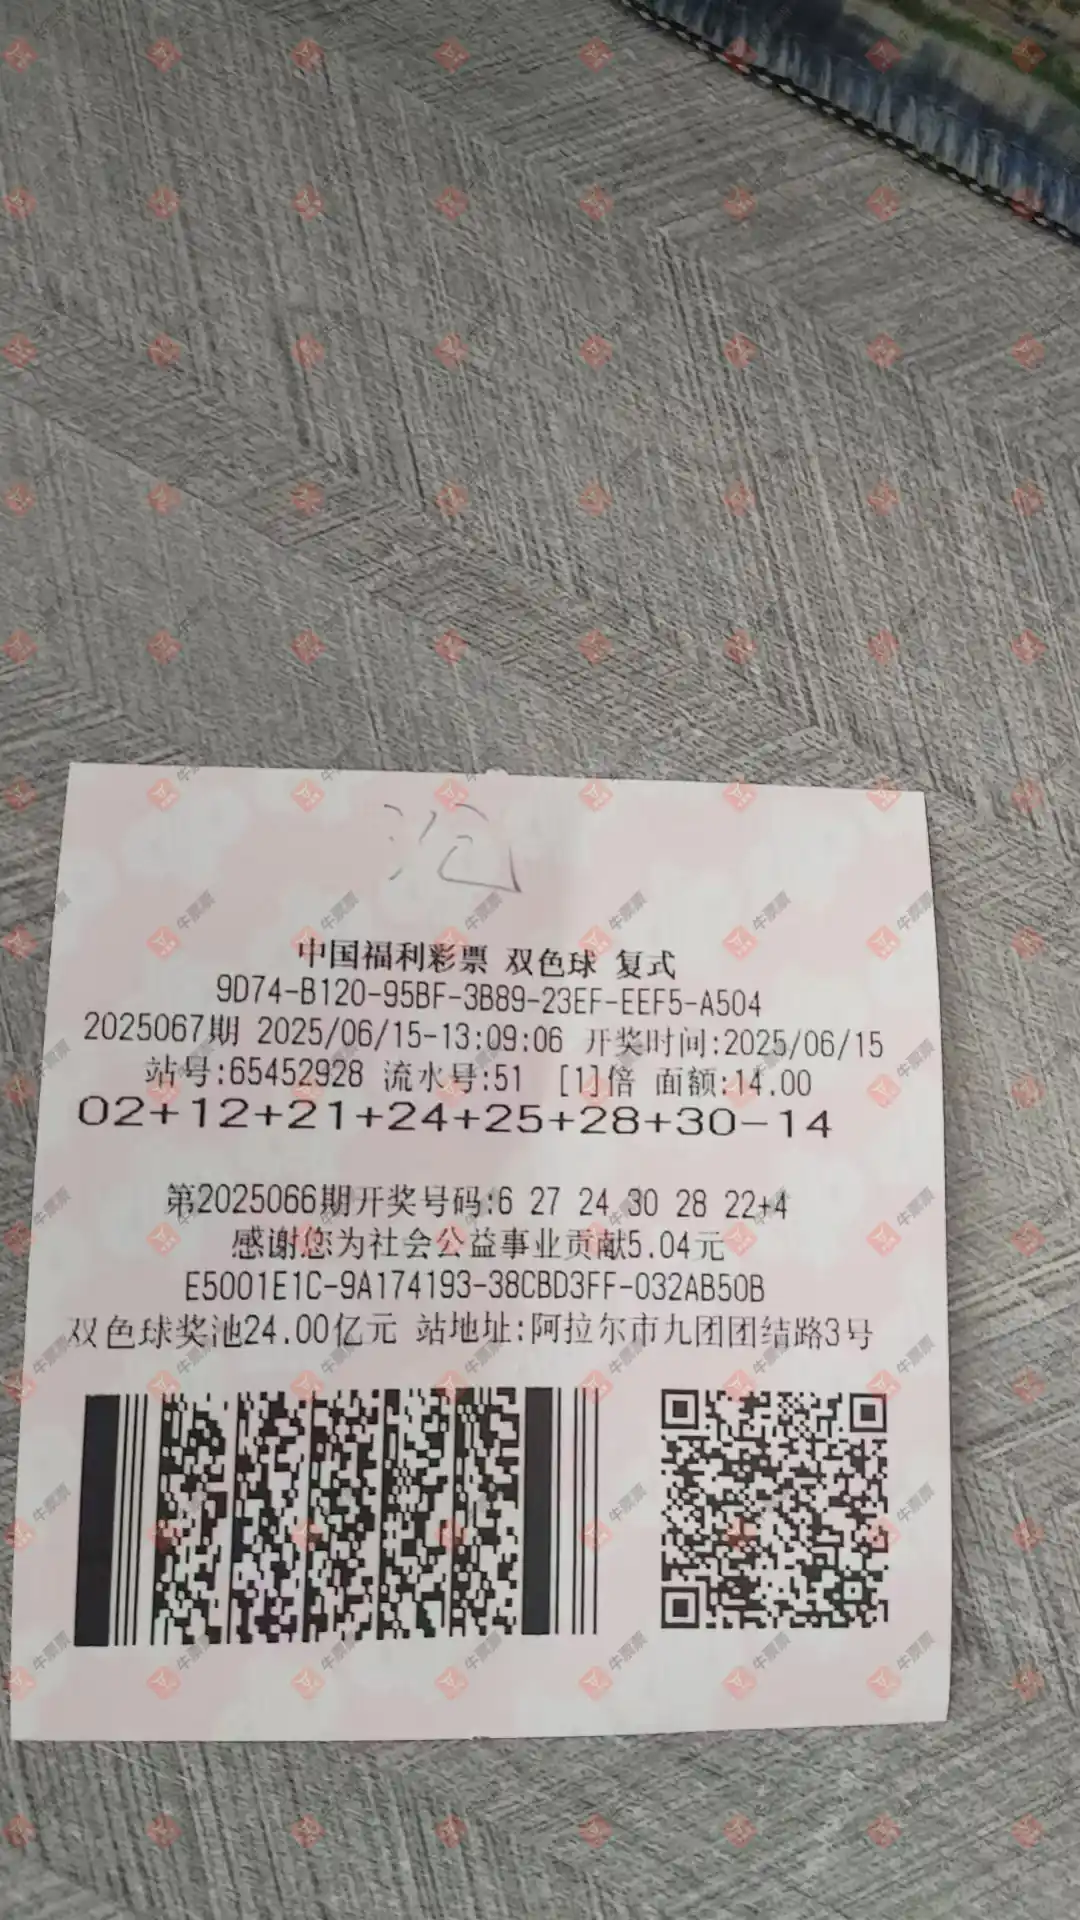 中国福利彩票 双色球 复式
9D74-B120-95BF-3B89-23EF-EEF5-A504
2025067期 2025/06/15-13:09:06 开奖时间:2025/06/15
站号:65452928 流水号:51 [1]倍 面额:14.00
02+12+21+24+25+28+30-14
第2025066期开奖号码:6 27 24 30 28 22+4
感谢您为社会公益事业贡献5.04元
E5001E1C-9A174193-38CBD3FF-032AB50B
双色球奖池24.00亿元 站地址:阿拉尔市九团团结路3号
牛票票